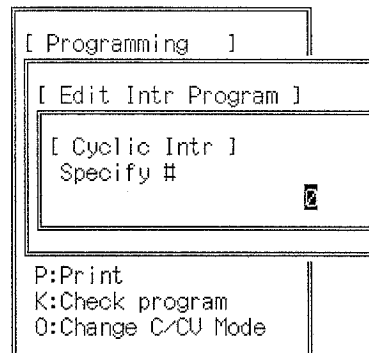 [ Programming ]
[ Edit Intr Program ]
[ Cyclic Intr ]
Specify #
0
P:Print
K:Check program
O:Change C/CV Mode